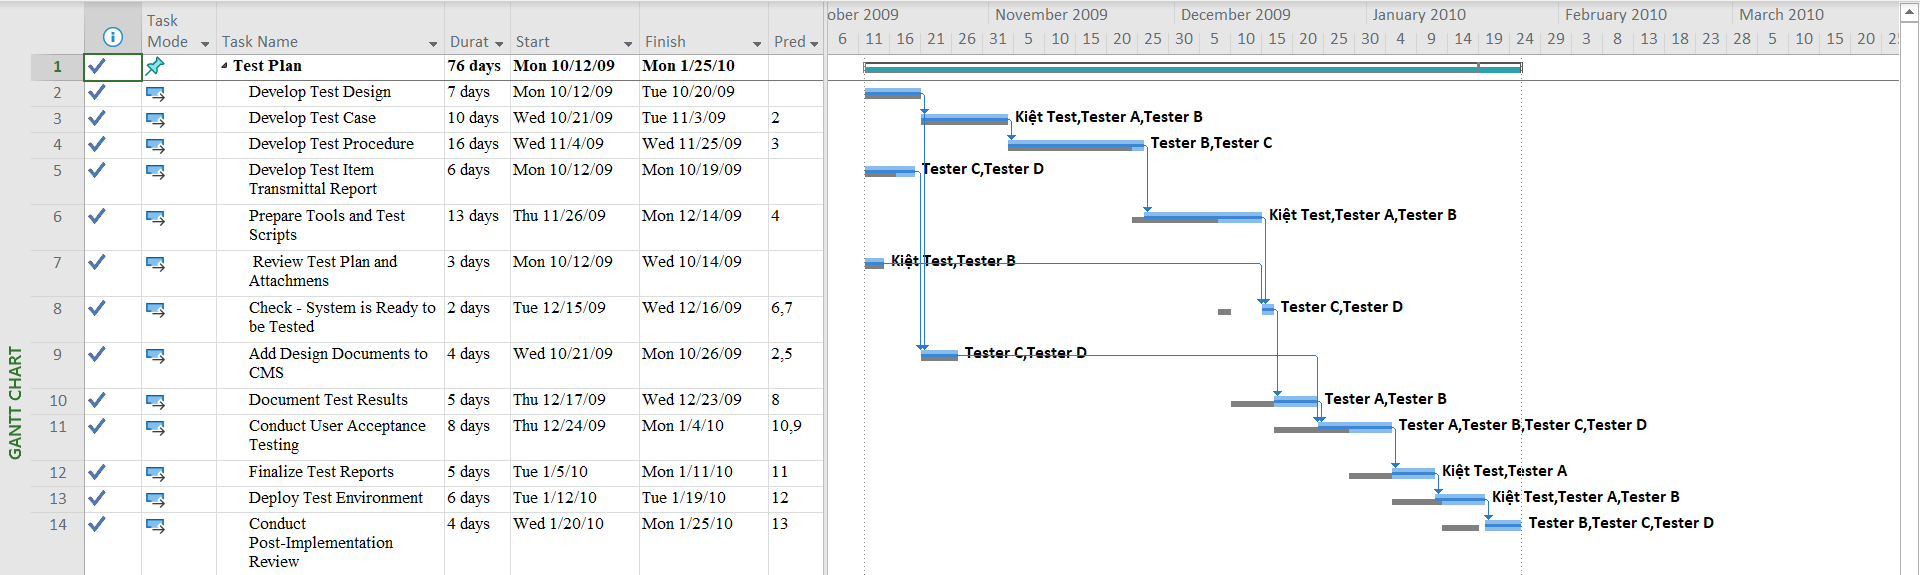 Task
Mode Task Name Durat Start Finish Pred
ober 2009 November 2009 December 2009 January 2010 February 2010 March 2010
6 11 16 21 26 31 5 10 15 20 25 30 5 10 15 20 25 30 4 9 14 19 24 29 3 8 13 18 23 28 5 10 15 20 25
1 Test Plan 76 days Mon 10/12/09 Mon 1/25/10
2 Develop Test Design 7 days Mon 10/12/09 Tue 10/20/09
3 Develop Test Case 10 days Wed 10/21/09 Tue 11/3/09 2 Kiệt Test,Tester A,Tester B
4 Develop Test Procedure 16 days Wed 11/4/09 Wed 11/25/09 3 Tester B,Tester C
5 Develop Test Item 6 days Mon 10/12/09 Mon 10/19/09 Tester C,Tester D
Transmittal Report
6 Prepare Tools and Test 13 days Thu 11/26/09 Mon 12/14/09 4 Kiệt Test,Tester A,Tester B
Scripts
7 Review Test Plan and 3 days Mon 10/12/09 Wed 10/14/09 Kiệt Test,Tester B
Attachmens
8 Check - System is Ready to 2 days Tue 12/15/09 Wed 12/16/09 6,7 Tester C,Tester D
be Tested
9 Add Design Documents to 4 days Wed 10/21/09 Mon 10/26/09 2,5 Tester C,Tester D
CMS
10 Document Test Results 5 days Thu 12/17/09 Wed 12/23/09 8 Tester A,Tester B
11 Conduct User Acceptance 8 days Thu 12/24/09 Mon 1/4/10 10,9 Tester A,Tester B,Tester C,Tester D
Testing
12 Finalize Test Reports 5 days Tue 1/5/10 Mon 1/11/10 11 Kiệt Test,Tester A
13 Deploy Test Environment 6 days Tue 1/12/10 Tue 1/19/10 12 Kiệt Test,Tester A,Tester B
14 Conduct 4 days Wed 1/20/10 Mon 1/25/10 13 Tester B,Tester C,Tester D
Post-Implementation
Review
GANTT CHART